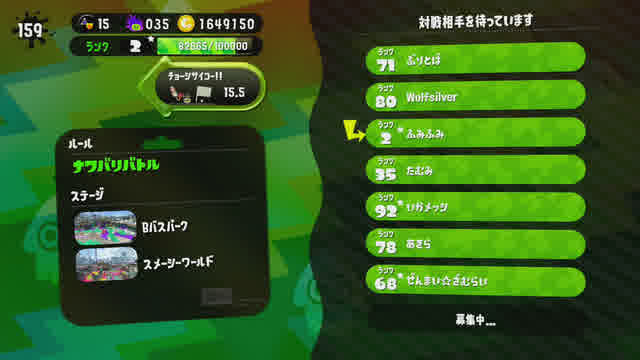 159
15
035
C 1649150
ランク 2★ 82865/100000
チョーシサイコー!!
15.5
ルール
ナワバリバトル
ステージ
Bバスパーク
スメーシーワールド
対戦相手を待っています
ランク 71 ぷりとば
ランク 80 Wolfsilver
ランク 2★ ふみふみ
ランク 35 たむみ
ランク 92★ いかメッシ
ランク 78 あきら
ランク 68★ ぜんまい☆ざむらい
募集中...